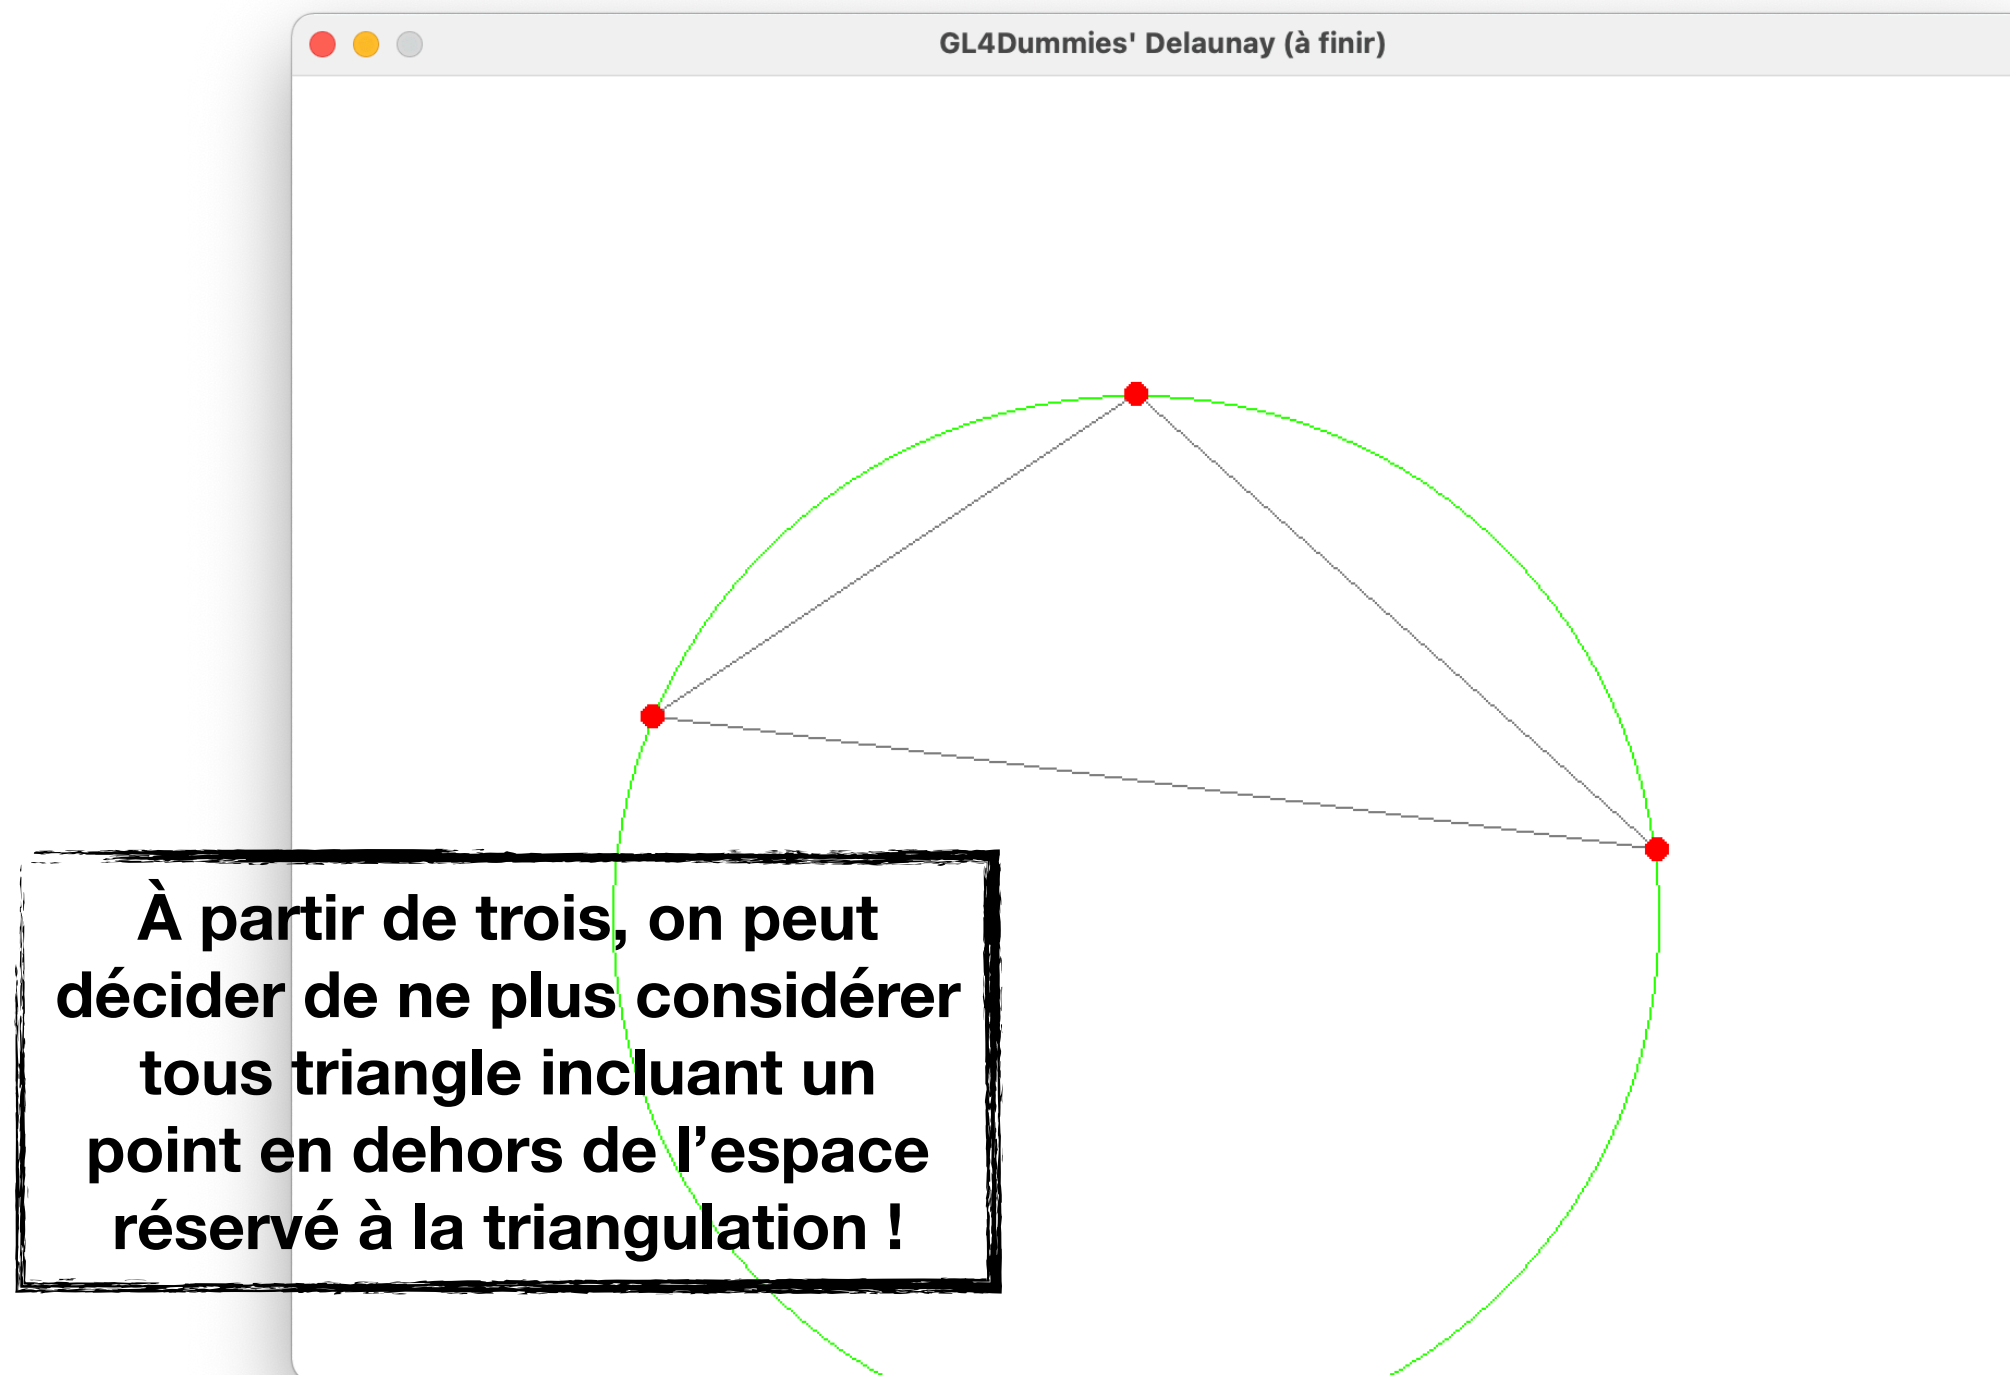 GL4Dummies' Delaunay (à finir)
À partir de trois, on peut
décider de ne plus considérer
tous triangle incluant un
point en dehors de l’espace
réservé à la triangulation !